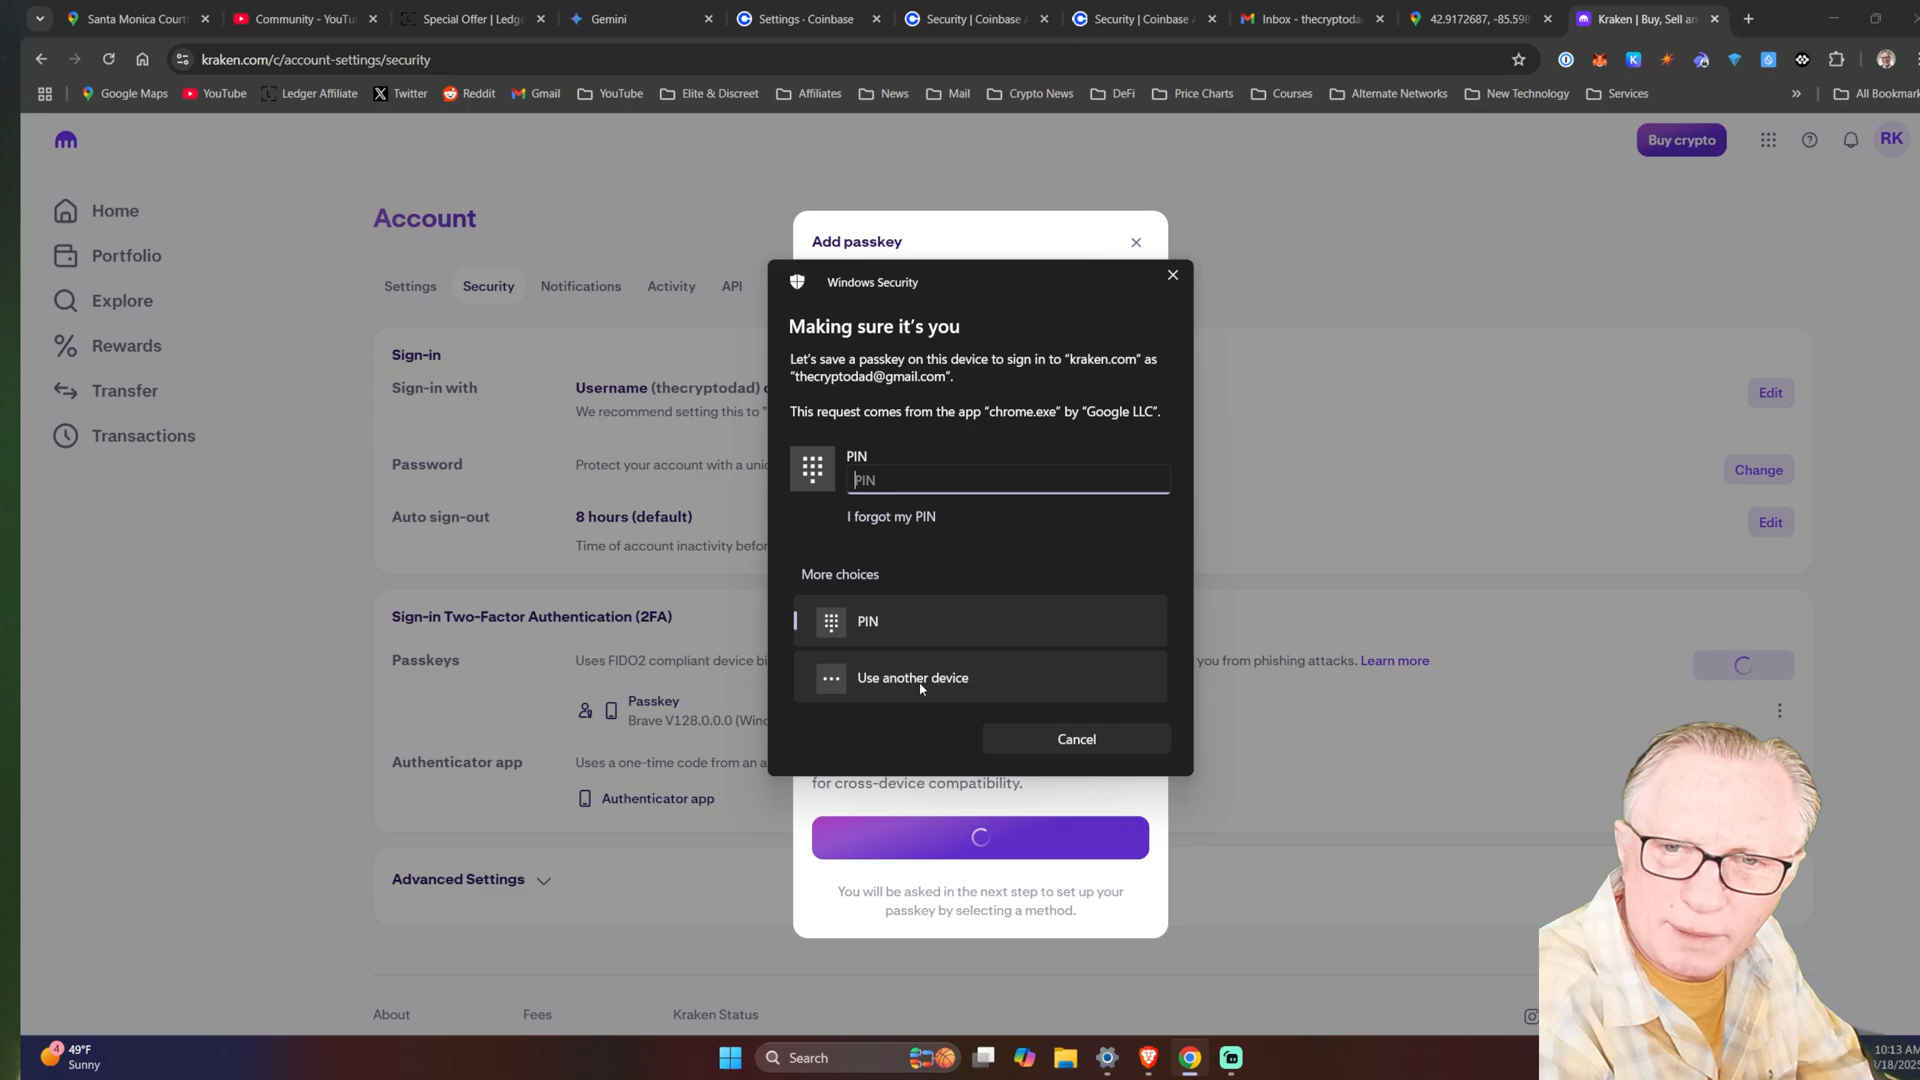 Santa Monica Court
Community - YouTu
Special Offer | Ledg
Gemini
Settings · Coinbase
Security | Coinbase
Security | Coinbase
Inbox - thecryptodad
42.9172687, -85.598
Kraken | Buy, Sell an
kraken.com/c/account-settings/security
Google Maps
YouTube
Ledger Affiliate
Twitter
Reddit
Gmail
YouTube
Elite & Discreet
Affiliates
News
Mail
Crypto News
DeFi
Price Charts
Courses
Alternate Networks
New Technology
Services
All Bookmark
Buy crypto
RK
Home
Portfolio
Explore
Rewards
Transfer
Transactions
Account
Settings
Security
Notifications
Activity
API
Sign-in
Sign-in with
Username (thecryptodad)
We recommend setting this to "
Edit
Password
Protect your account with a uni
Change
Auto sign-out
8 hours (default)
Time of account inactivity befor
Edit
Sign-in Two-Factor Authentication (2FA)
Passkeys
Uses FIDO2 compliant device bi
you from phishing attacks. Learn more
Passkey
Brave V128.0.0.0 (Wind
Authenticator app
Uses a one-time code from an a
Authenticator app
Advanced Settings
Add passkey
Windows Security
Making sure it's you
Let's save a passkey on this device to sign in to "kraken.com" as
"thecryptodad@gmail.com".
This request comes from the app "chrome.exe" by "Google LLC".
PIN
PIN
I forgot my PIN
More choices
PIN
Use another device
Cancel
for cross-device compatibility.
You will be asked in the next step to set up your
passkey by selecting a method.
About
Fees
Kraken Status
4
49°F
Sunny
Search
10:13 AM
/18/202